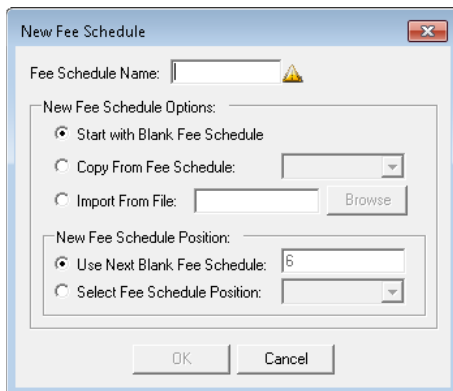 New Fee Schedule
Fee Schedule Name:
New Fee Schedule Options:
Start with Blank Fee Schedule
Copy From Fee Schedule:
Import From File: Browse
New Fee Schedule Position:
Use Next Blank Fee Schedule: 6
Select Fee Schedule Position:
OK Cancel